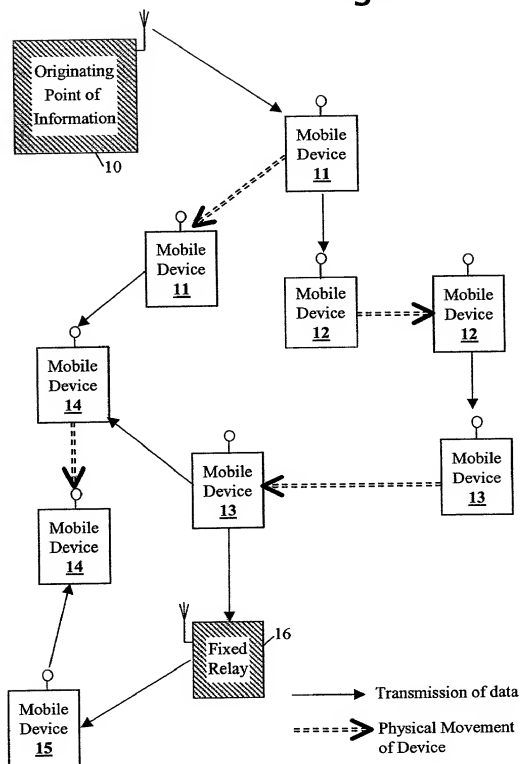 Originating
Point of
Information
10
Mobile
Device
11
Mobile
Device
11
Mobile
Device
12
Mobile
Device
12
Mobile
Device
14
Mobile
Device
13
Mobile
Device
13
Mobile
Device
14
Fixed
Relay
16
Mobile
Device
15
Transmission of data
Physical Movement
of Device